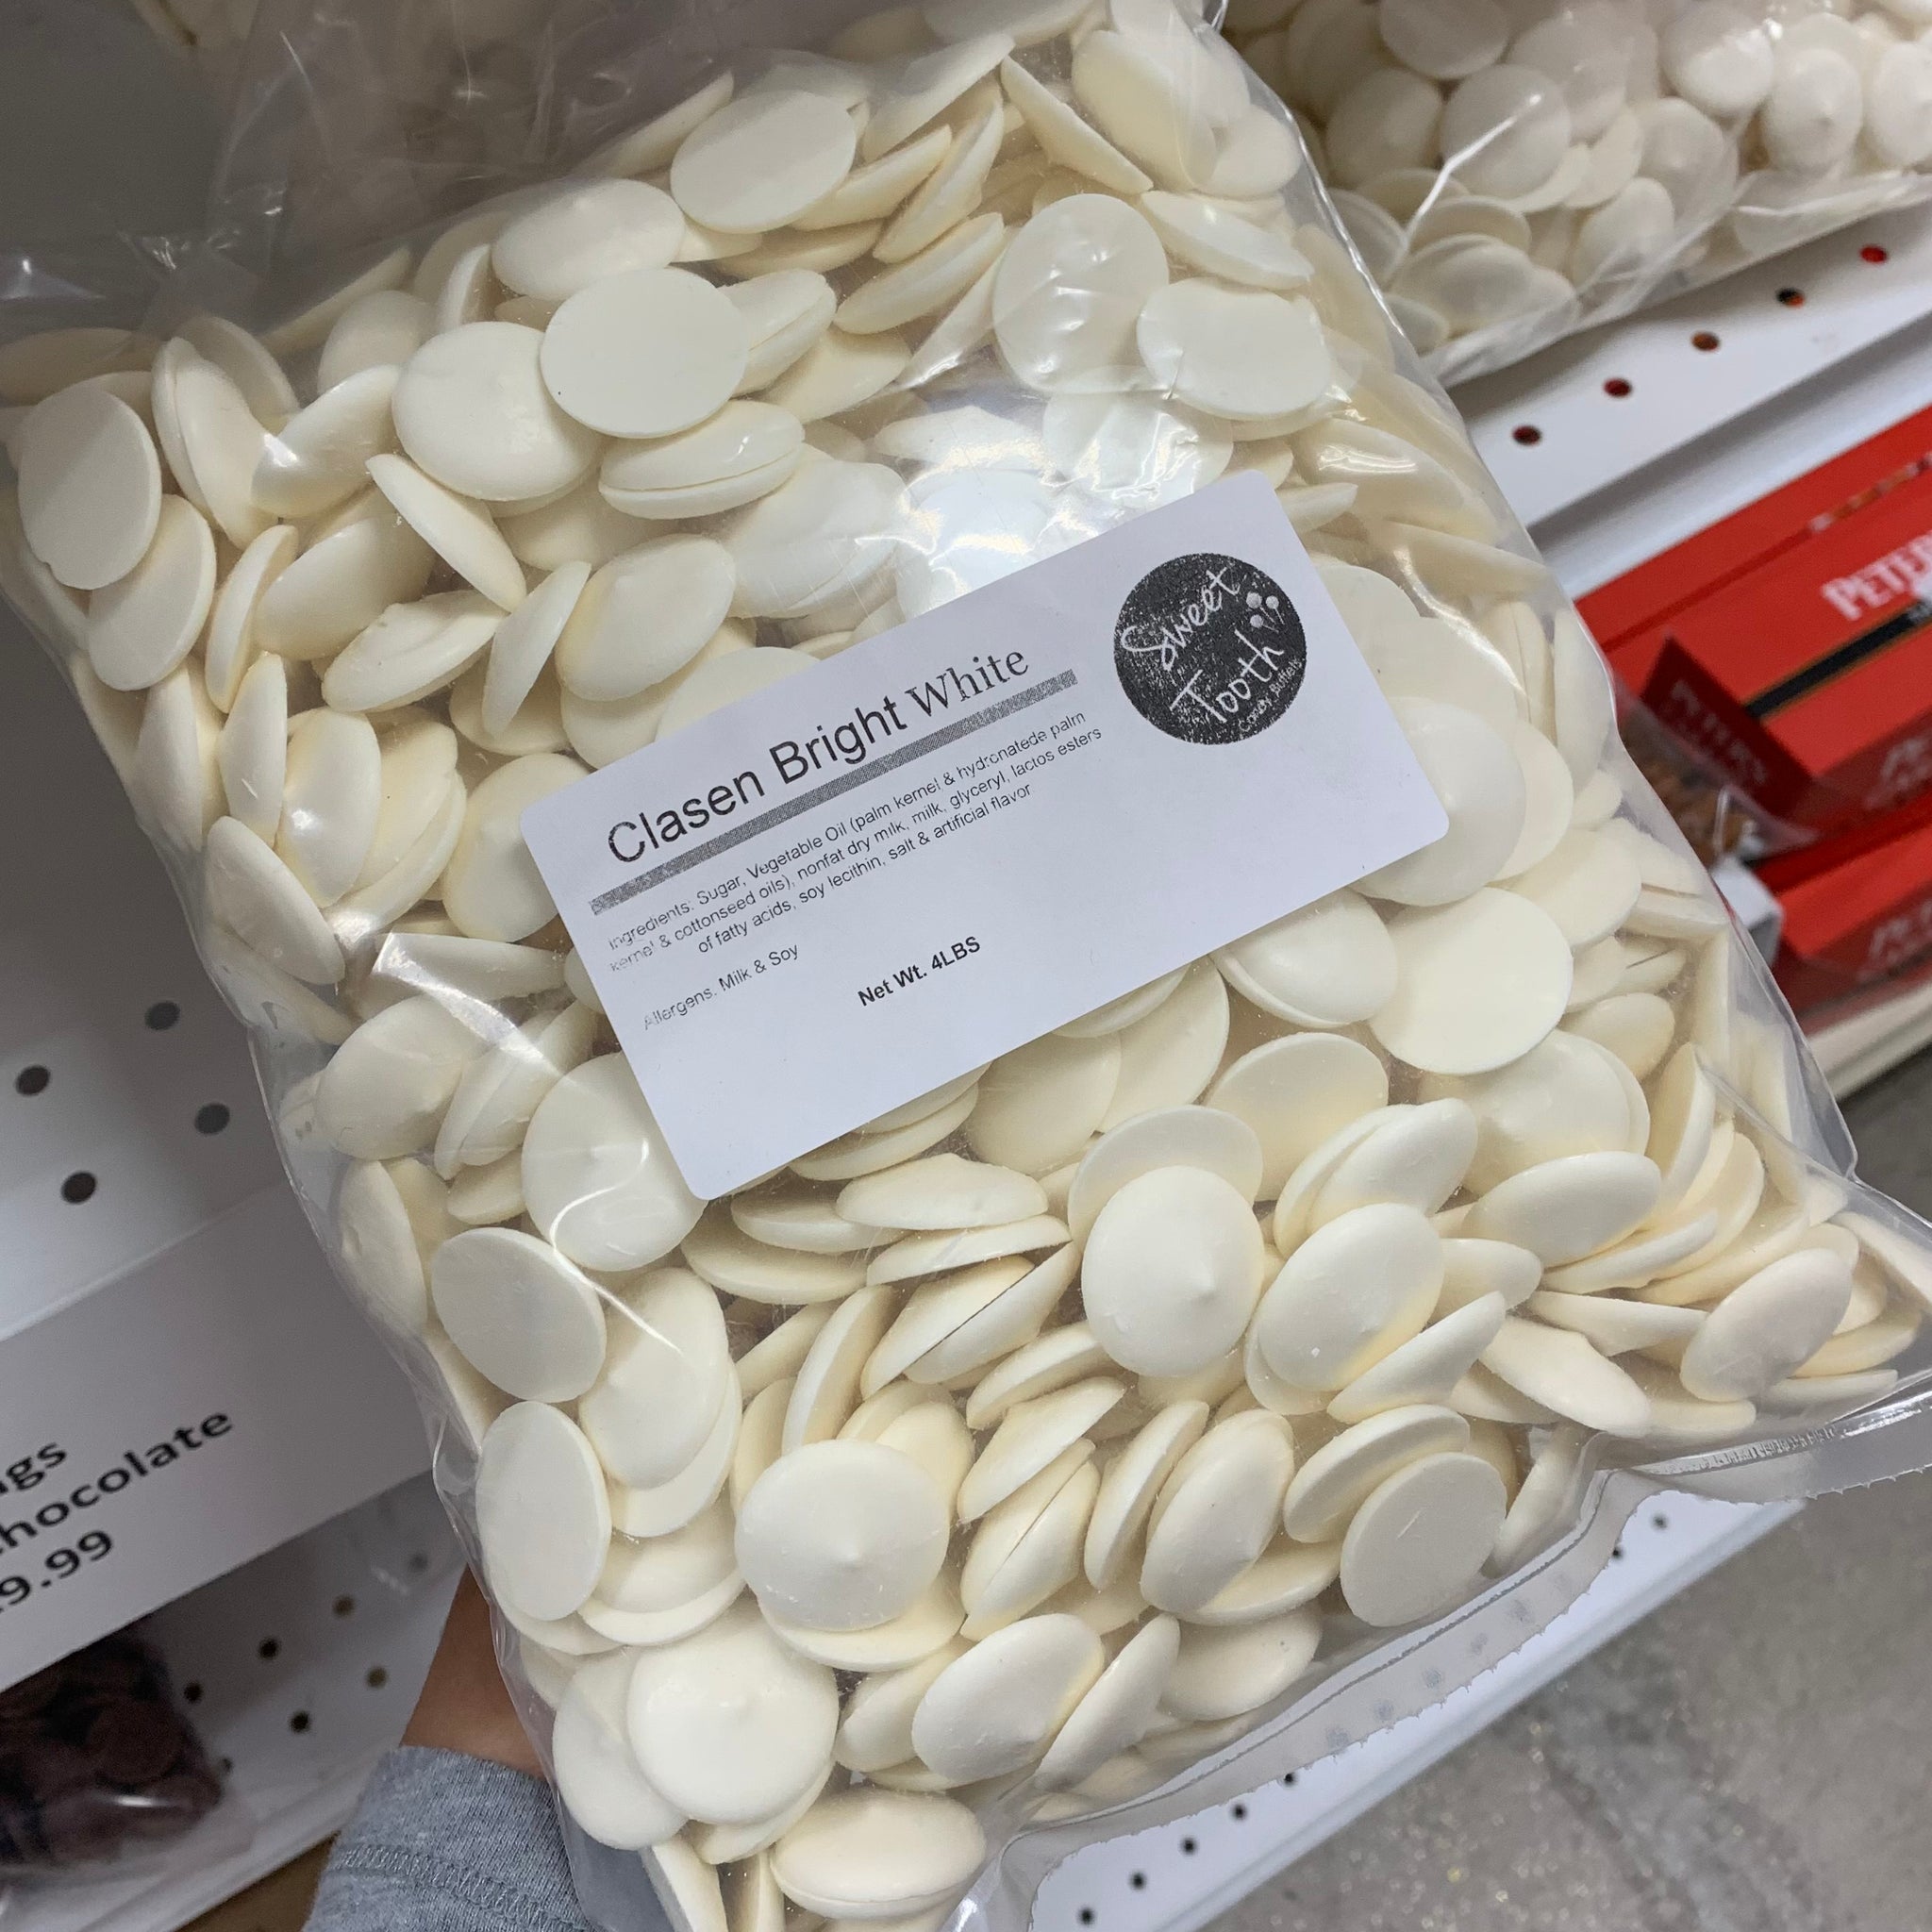 Clasen Bright White
Ingredients: Sugar, Vegetable Oil (palm kernel & hydronatede palm
kernel & cottonseed oils), nonfat dry milk, milk, glyceryl, lactos esters
of fatty acids, soy lecithin, salt & artificial flavor
Allergens: Milk & Soy
Net Wt. 4LBS
Sweet
Tooth
Candy Buffets
PETER
gs
hocolate
9.99